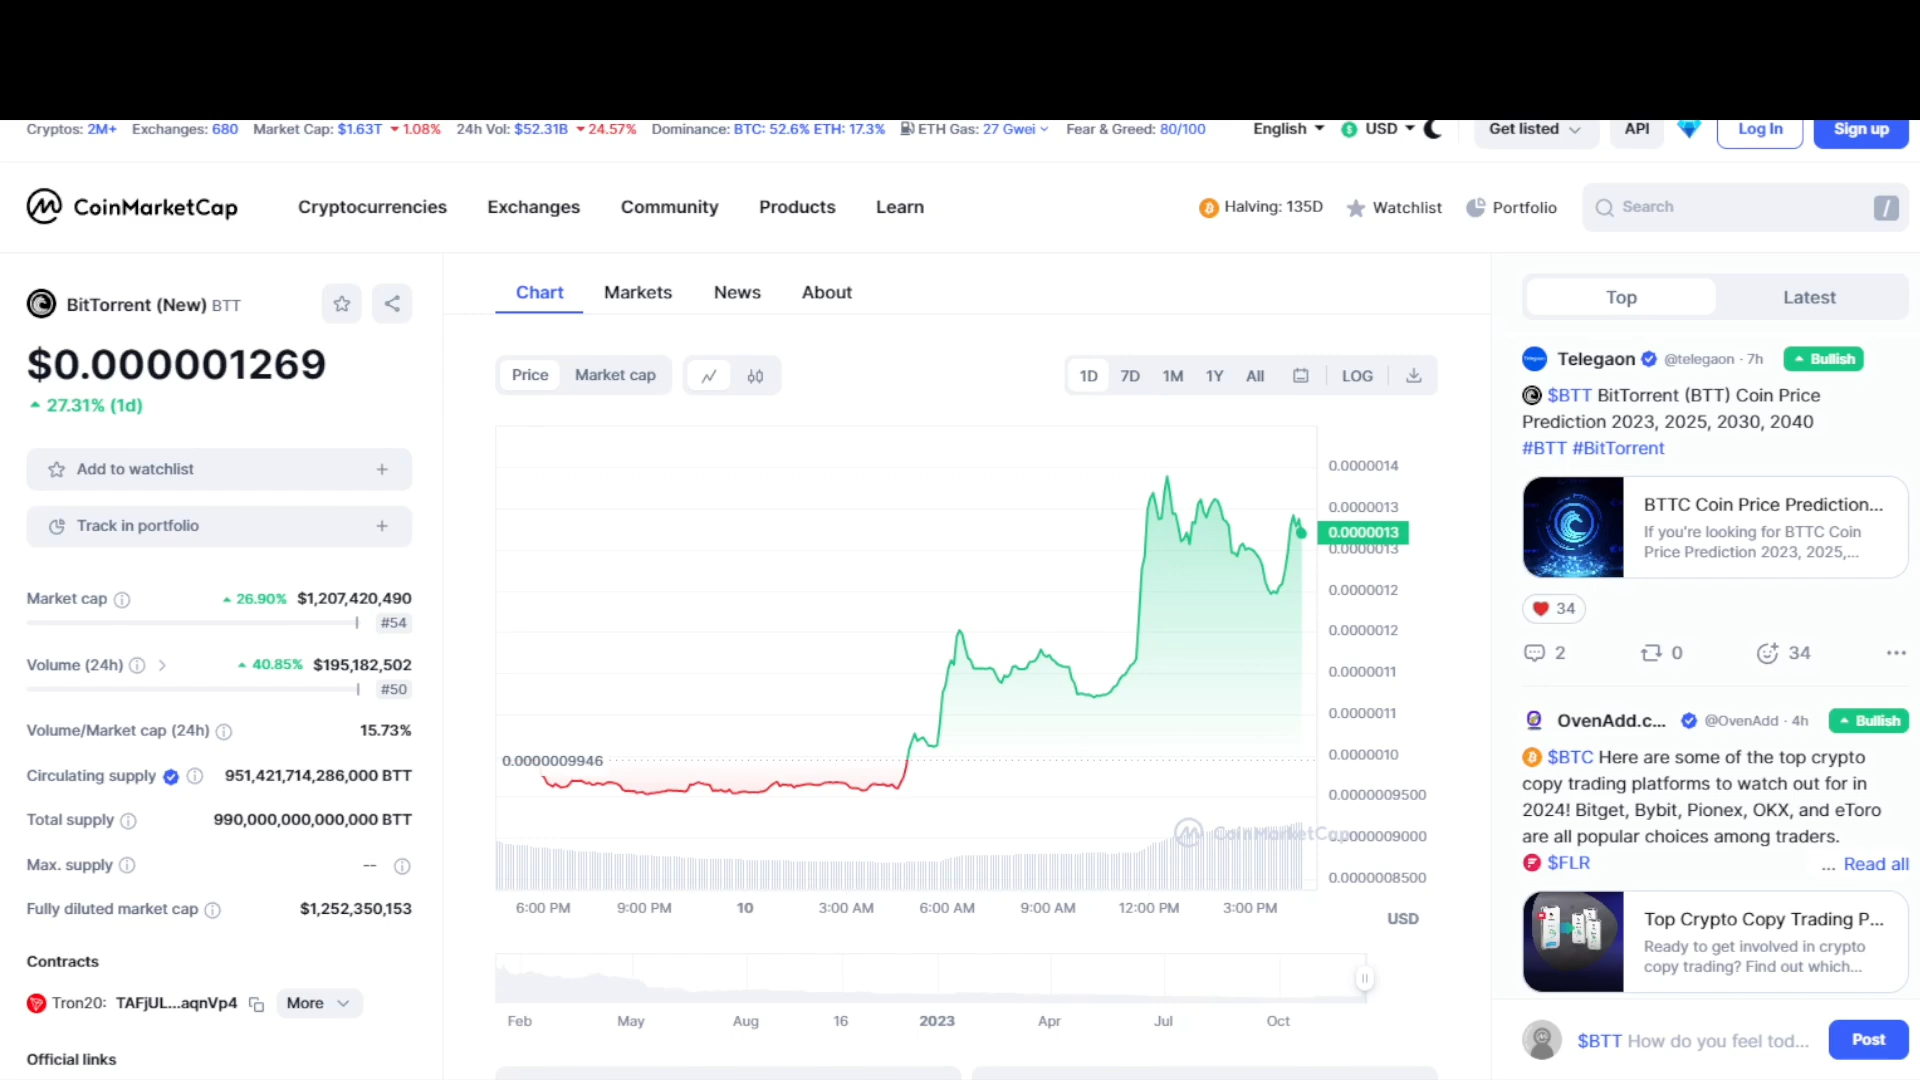 Cryptos: 2M+ Exchanges: 680 Market Cap: $1.63T 1.08% 24h Vol: $52.31B 24.57% Dominance: BTC: 52.6% ETH: 17.3% ETH Gas: 27 Gwei Fear & Greed: 80/100 English USD Get listed API Log In Sign up
CoinMarketCap Cryptocurrencies Exchanges Community Products Learn Halving: 135D Watchlist Portfolio Search /
BitTorrent (New) BTT
$0.000001269
27.31% (1d)
Add to watchlist +
Track in portfolio +
Market cap 26.90% $1,207,420,490
#54
Volume (24h) 40.85% $195,182,502
#50
Volume/Market cap (24h) 15.73%
Circulating supply 951,421,714,286,000 BTT
Total supply 990,000,000,000,000 BTT
Max. supply --
Fully diluted market cap $1,252,350,153
Contracts
Tron20: TAFjUL...aqnVp4 More
Official links
Chart Markets News About
Price Market cap 1D 7D 1M 1Y All LOG
0.0000014
0.0000013
0.0000013
0.0000013
0.0000012
0.0000012
0.0000011
0.0000011
0.0000009946 0.0000010
0.0000009500
CoinMarketCap 0.0000009000
0.0000008500
6:00 PM 9:00 PM 10 3:00 AM 6:00 AM 9:00 AM 12:00 PM 3:00 PM
USD
Feb May Aug 16 2023 Apr Jul Oct
Top Latest
Telegaon @telegaon · 7h Bullish
$BTT BitTorrent (BTT) Coin Price
Prediction 2023, 2025, 2030, 2040
#BTT #BitTorrent
BTTC Coin Price Prediction...
If you're looking for BTTC Coin
Price Prediction 2023, 2025,...
34
2 0 34 ...
OvenAdd.c... @OvenAdd · 4h Bullish
$BTC Here are some of the top crypto
copy trading platforms to watch out for in
2024! Bitget, Bybit, Pionex, OKX, and eToro
are all popular choices among traders.
$FLR ... Read all
Top Crypto Copy Trading P...
Ready to get involved in crypto
copy trading? Find out which...
$BTT How do you feel tod... Post